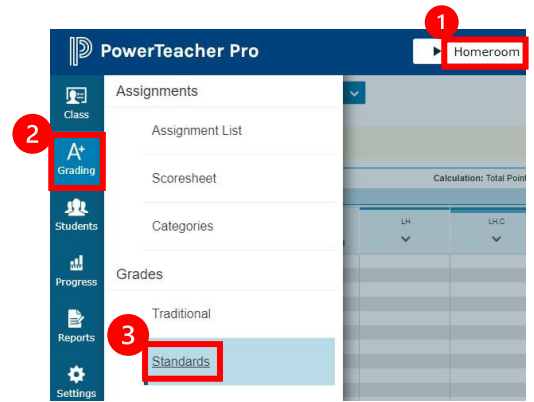 1
PowerTeacher Pro
Homeroom
Class
Assignments
Assignment List
2
A+
Grading
Scoresheet
Calculation: Total Poin
Students
Categories
LH
LH.C
Progress
Grades
Traditional
Reports
3
Standards
Settings